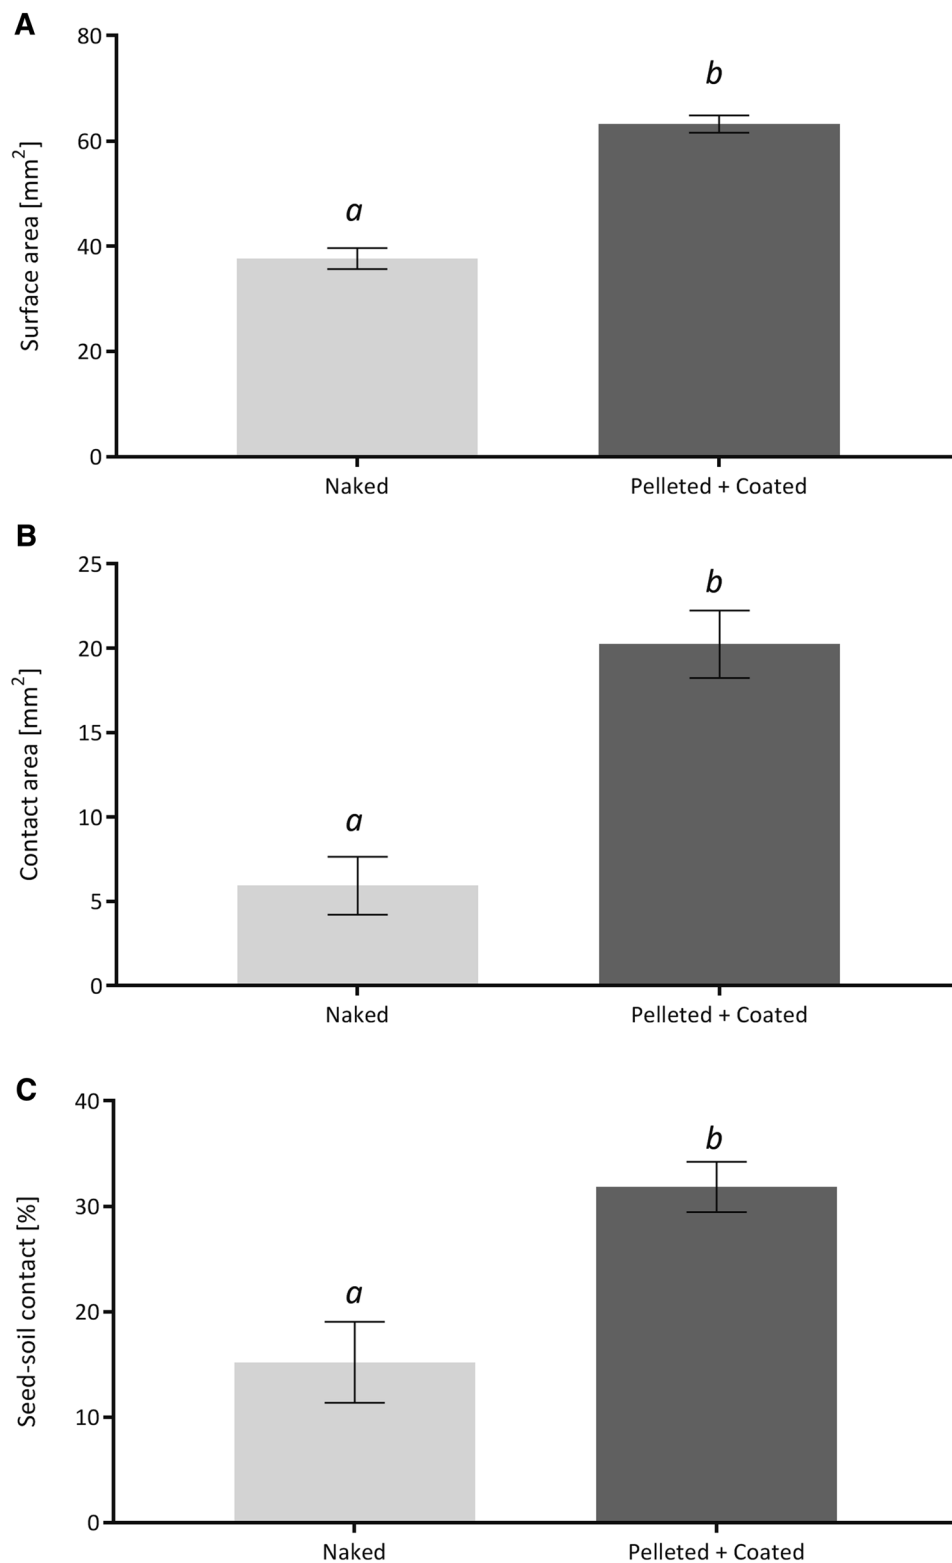 A
Surface area [mm²]
80
60
40
20
0
a
b
Naked
Pelleted + Coated
B
Contact area [mm²]
25
20
15
10
5
0
a
b
Naked
Pelleted + Coated
C
Seed-soil contact [%]
40
30
20
10
0
a
b
Naked
Pelleted + Coated